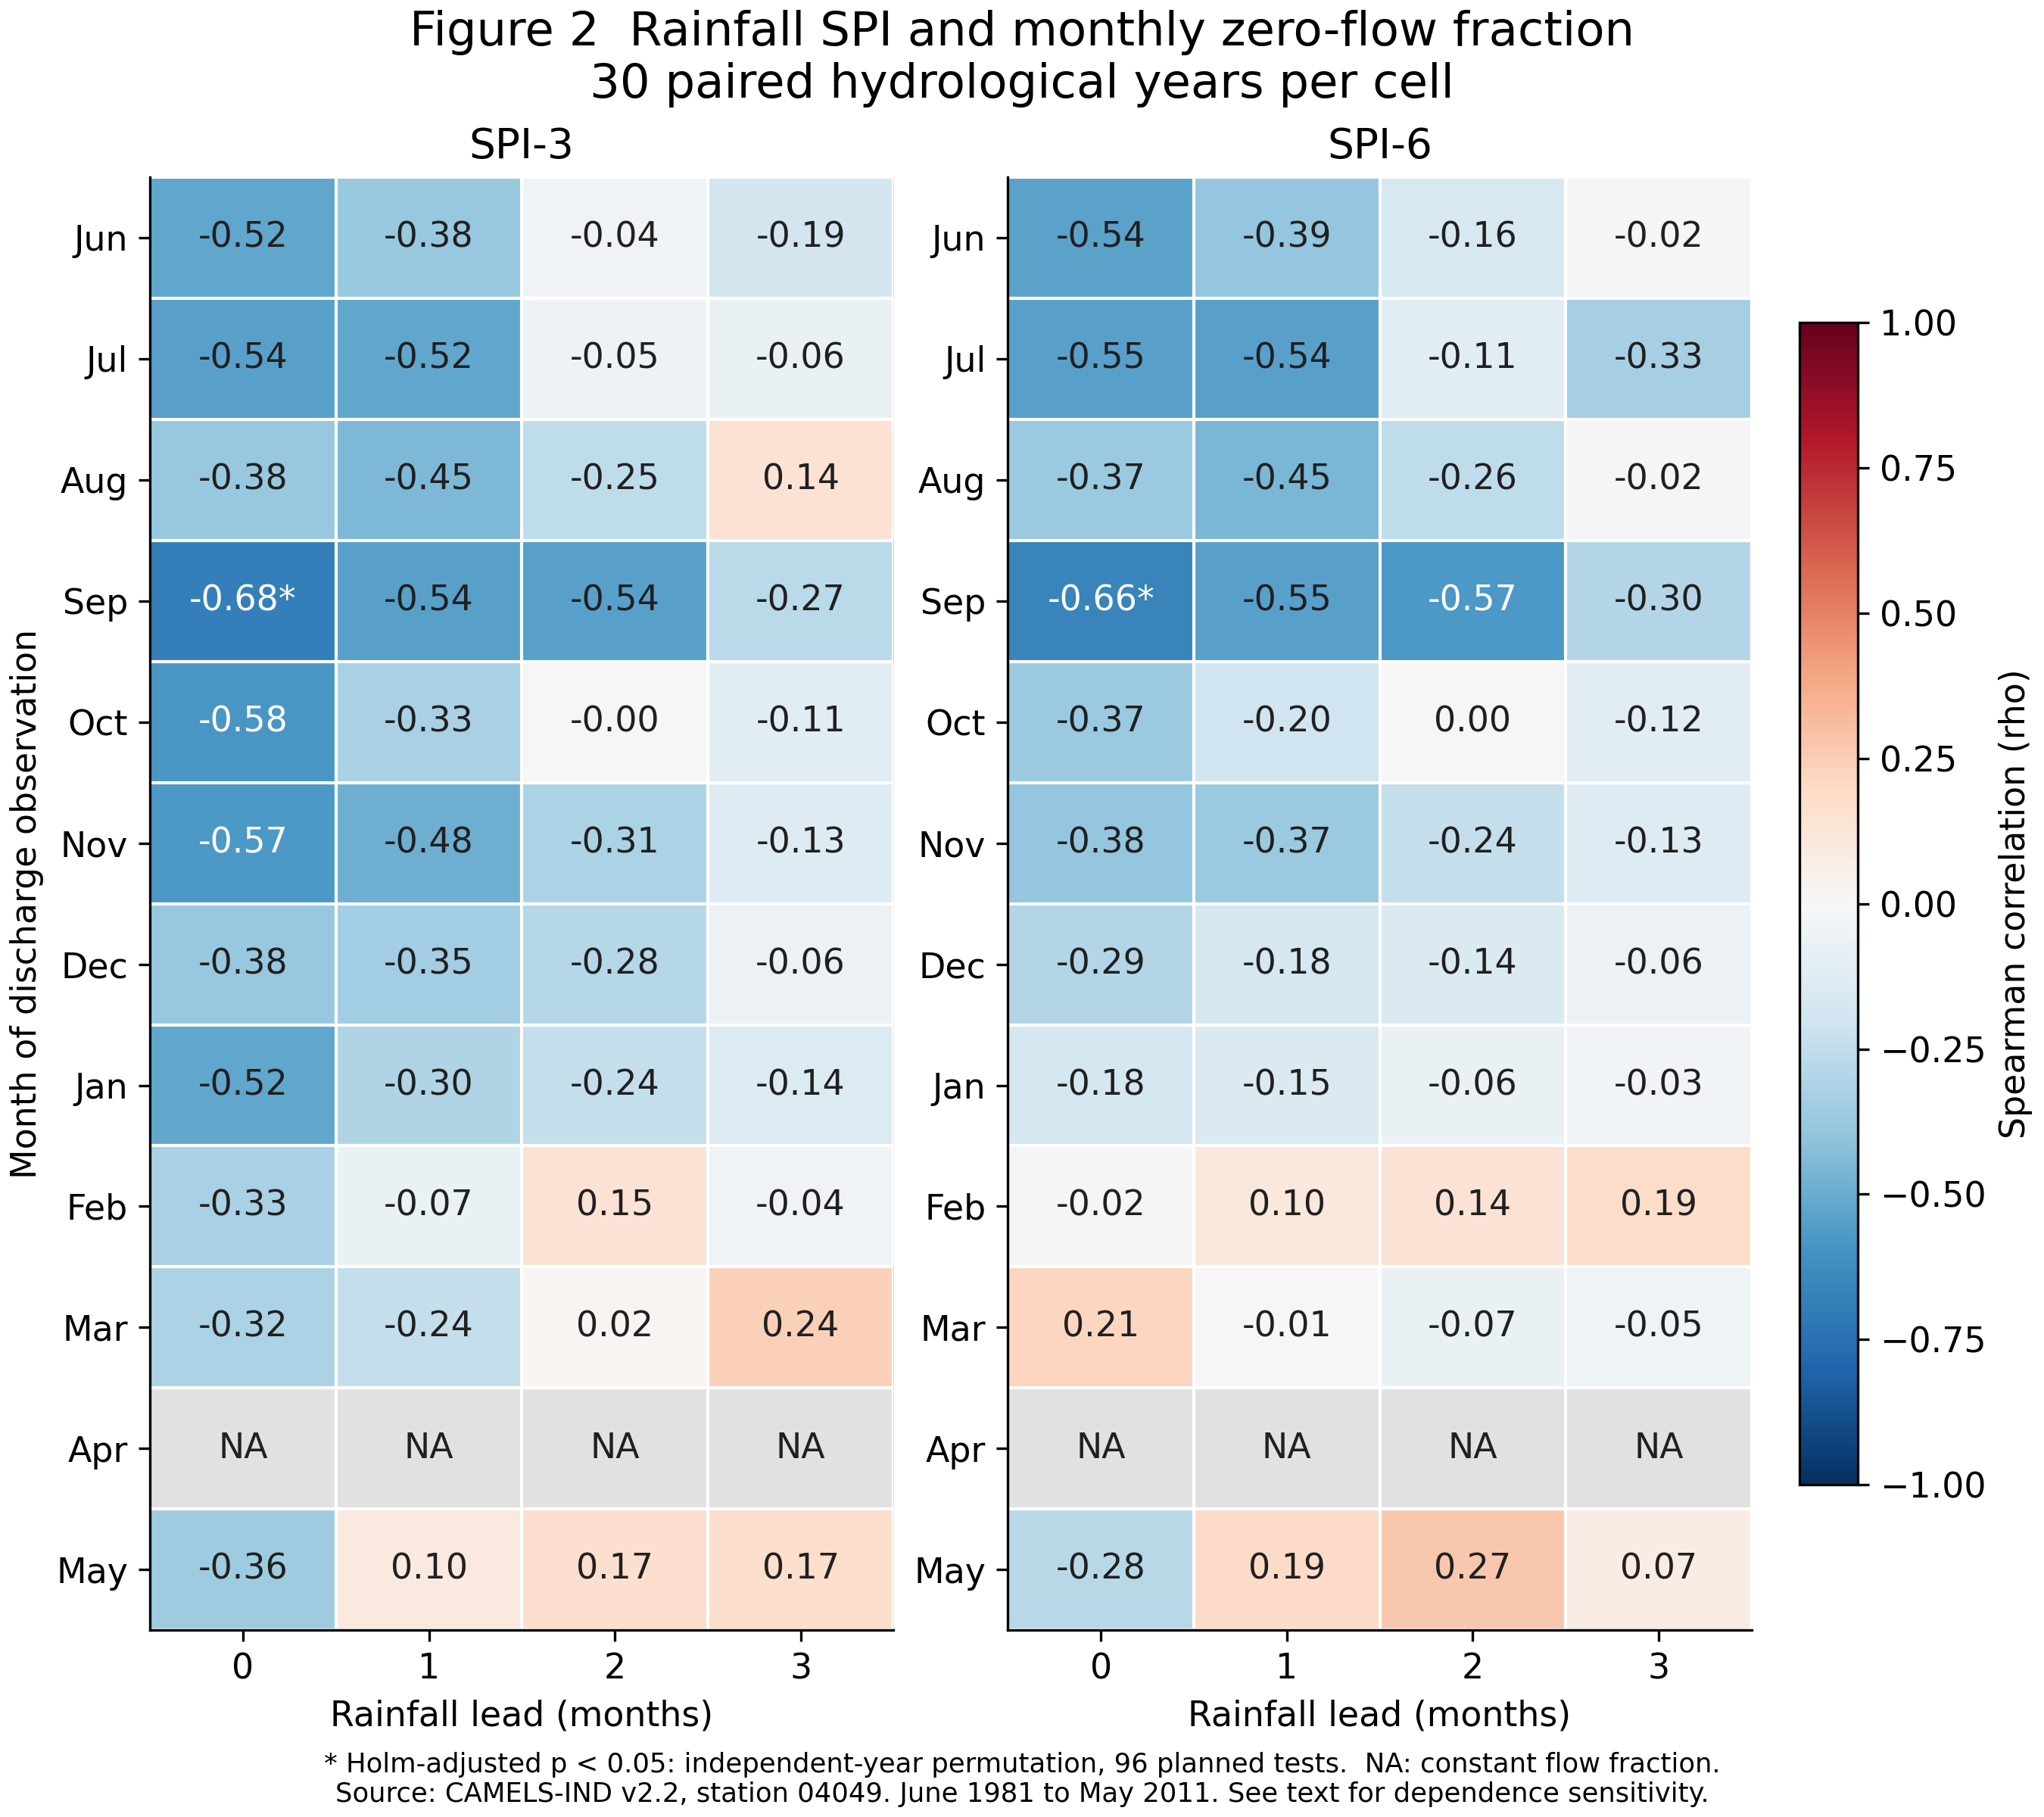 Figure 2  Rainfall SPI and monthly zero-flow fraction
30 paired hydrological years per cell
SPI-3
Month of discharge observation
Jun -0.52 -0.38 -0.04 -0.19
Jul -0.54 -0.52 -0.05 -0.06
Aug -0.38 -0.45 -0.25 0.14
Sep -0.68* -0.54 -0.54 -0.27
Oct -0.58 -0.33 -0.00 -0.11
Nov -0.57 -0.48 -0.31 -0.13
Dec -0.38 -0.35 -0.28 -0.06
Jan -0.52 -0.30 -0.24 -0.14
Feb -0.33 -0.07 0.15 -0.04
Mar -0.32 -0.24 0.02 0.24
Apr NA NA NA NA
May -0.36 0.10 0.17 0.17
0 1 2 3
Rainfall lead (months)
SPI-6
Jun -0.54 -0.39 -0.16 -0.02
Jul -0.55 -0.54 -0.11 -0.33
Aug -0.37 -0.45 -0.26 -0.02
Sep -0.66* -0.55 -0.57 -0.30
Oct -0.37 -0.20 0.00 -0.12
Nov -0.38 -0.37 -0.24 -0.13
Dec -0.29 -0.18 -0.14 -0.06
Jan -0.18 -0.15 -0.06 -0.03
Feb -0.02 0.10 0.14 0.19
Mar 0.21 -0.01 -0.07 -0.05
Apr NA NA NA NA
May -0.28 0.19 0.27 0.07
0 1 2 3
Rainfall lead (months)
1.00
0.75
0.50
0.25
0.00
−0.25
−0.50
−0.75
−1.00
Spearman correlation (rho)
* Holm-adjusted p < 0.05: independent-year permutation, 96 planned tests.  NA: constant flow fraction.
Source: CAMELS-IND v2.2, station 04049. June 1981 to May 2011. See text for dependence sensitivity.